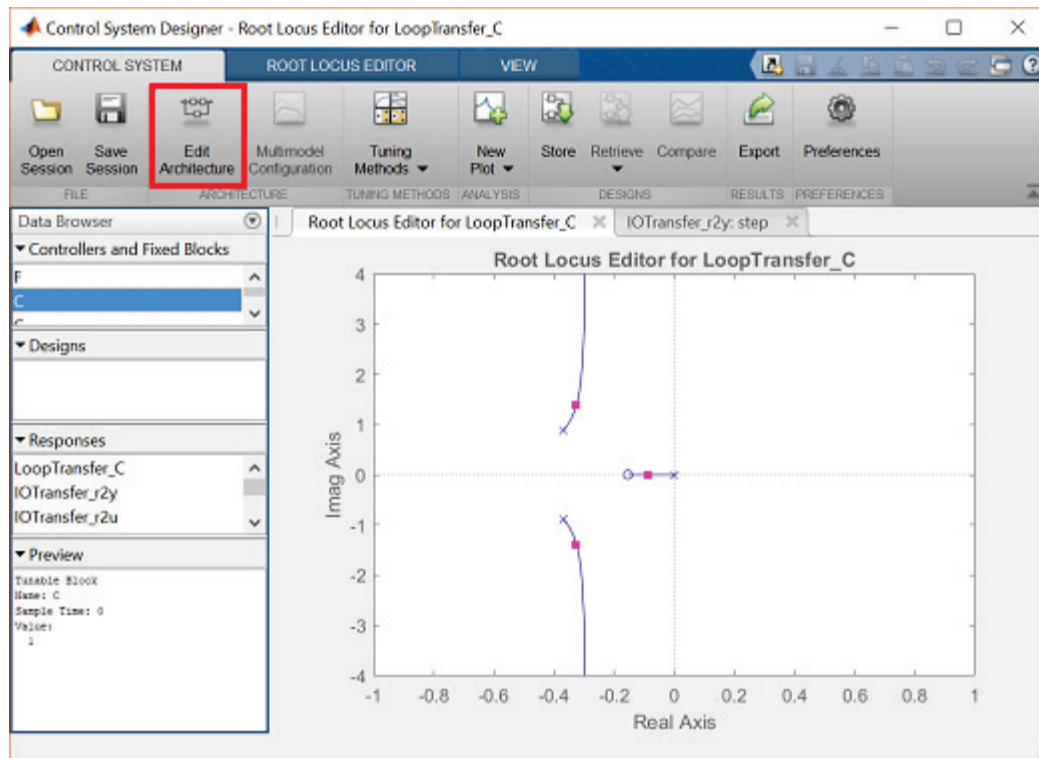 Control System Designer - Root Locus Editor for LoopTransfer_C
CONTROL SYSTEM ROOT LOCUS EDITOR VIEW
Open Session
Save Session
Edit Architecture
Multimodel Configuration
Tuning Methods
New Plot
Store
Retrieve
Compare
Export
Preferences
FILE ARCHITECTURE TUNING METHODS ANALYSIS DESIGNS RESULTS PREFERENCES
Data Browser
Controllers and Fixed Blocks
F
C
Designs
Responses
LoopTransfer_C
IOTransfer_r2y
IOTransfer_r2u
Preview
Tunable Block
Name: C
Sample Time: 0
Value:
1
Root Locus Editor for LoopTransfer_C
IOTransfer_r2y: step
Root Locus Editor for LoopTransfer_C
4
3
2
1
0
-1
-2
-3
-4
Imag Axis
-1 -0.8 -0.6 -0.4 -0.2 0 0.2 0.4 0.6 0.8 1
Real Axis